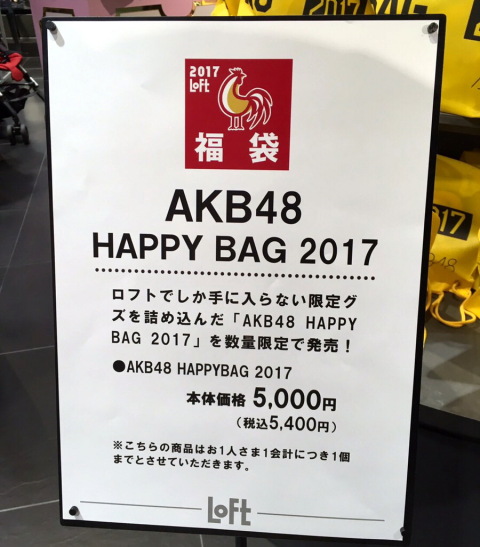 2017
Loft
福袋
AKB48
HAPPY BAG 2017
ロフトでしか手に入らない限定グ
ズを詰め込んだ「AKB48 HAPPY
BAG 2017」を数量限定で発売！
●AKB48 HAPPYBAG 2017
本体価格 5,000円
（税込5,400円）
※こちらの商品はお1人さま1会計につき1個
までとさせていただきます。
Loft
2017
017
48